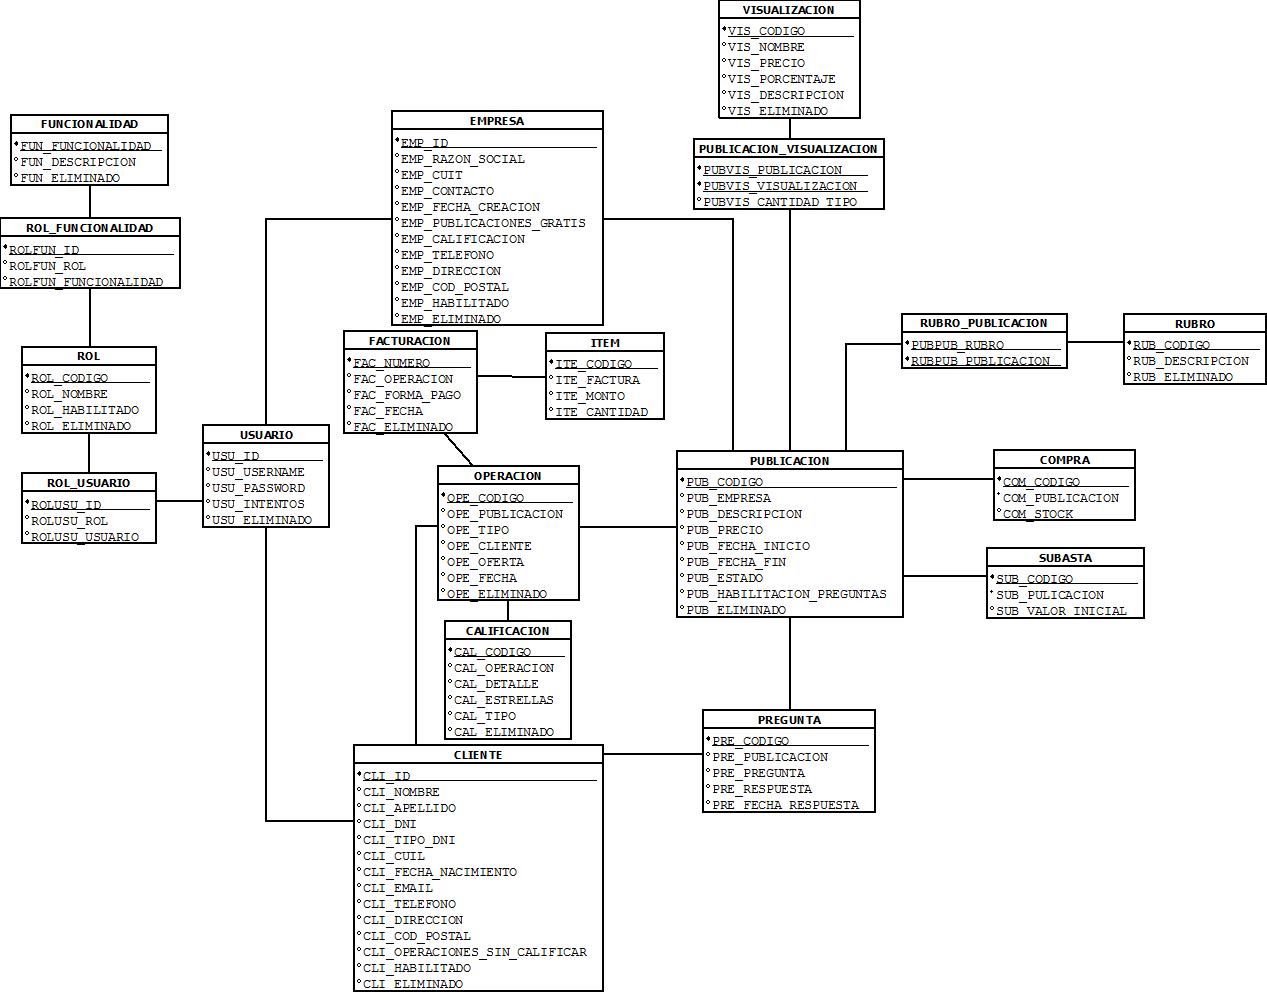 VISUALIZACION
VIS_CODIGO
VIS_NOMBRE
VIS_PRECIO
VIS_PORCENTAJE
VIS_DESCRIPCION
VIS_ELIMINADO
FUNCIONALIDAD
FUN_FUNCIONALIDAD
FUN_DESCRIPCION
FUN_ELIMINADO
EMPRESA
EMP_ID
EMP_RAZON_SOCIAL
EMP_CUIT
EMP_CONTACTO
EMP_FECHA_CREACION
EMP_PUBLICACIONES_GRATIS
EMP_CALIFICACION
EMP_TELEFONO
EMP_DIRECCION
EMP_COD_POSTAL
EMP_HABILITADO
EMP_ELIMINADO
PUBLICACION_VISUALIZACION
PUBVIS_PUBLICACION
PUBVIS_VISUALIZACION
PUBVIS_CANTIDAD_TIPO
ROL_FUNCIONALIDAD
ROLFUN_ID
ROLFUN_ROL
ROLFUN_FUNCIONALIDAD
RUBRO_PUBLICACION
PUBPUB_RUBRO
RUBPUB_PUBLICACION
RUBRO
RUB_CODIGO
RUB_DESCRIPCION
RUB_ELIMINADO
FACTURACION
FAC_NUMERO
FAC_OPERACION
FAC_FORMA_PAGO
FAC_FECHA
FAC_ELIMINADO
ITEM
ITE_CODIGO
ITE_FACTURA
ITE_MONTO
ITE_CANTIDAD
ROL
ROL_CODIGO
ROL_NOMBRE
ROL_HABILITADO
ROL_ELIMINADO
USUARIO
USU_ID
USU_USERNAME
USU_PASSWORD
USU_INTENTOS
USU_ELIMINADO
ROL_USUARIO
ROLUSU_ID
ROLUSU_ROL
ROLUSU_USUARIO
OPERACION
OPE_CODIGO
OPE_PUBLICACION
OPE_TIPO
OPE_CLIENTE
OPE_OFERTA
OPE_FECHA
OPE_ELIMINADO
PUBLICACION
PUB_CODIGO
PUB_EMPRESA
PUB_DESCRIPCION
PUB_PRECIO
PUB_FECHA_INICIO
PUB_FECHA_FIN
PUB_ESTADO
PUB_HABILITACION_PREGUNTAS
PUB_ELIMINADO
COMPRA
COM_CODIGO
COM_PUBLICACION
COM_STOCK
SUBASTA
SUB_CODIGO
SUB_PULICACION
SUB_VALOR_INICIAL
CALIFICACION
CAL_CODIGO
CAL_OPERACION
CAL_DETALLE
CAL_ESTRELLAS
CAL_TIPO
CAL_ELIMINADO
PREGUNTA
PRE_CODIGO
PRE_PUBLICACION
PRE_PREGUNTA
PRE_RESPUESTA
PRE_FECHA_RESPUESTA
CLIENTE
CLI_ID
CLI_NOMBRE
CLI_APELLIDO
CLI_DNI
CLI_TIPO_DNI
CLI_CUIL
CLI_FECHA_NACIMIENTO
CLI_EMAIL
CLI_TELEFONO
CLI_DIRECCION
CLI_COD_POSTAL
CLI_OPERACIONES_SIN_CALIFICAR
CLI_HABILITADO
CLI_ELIMINADO